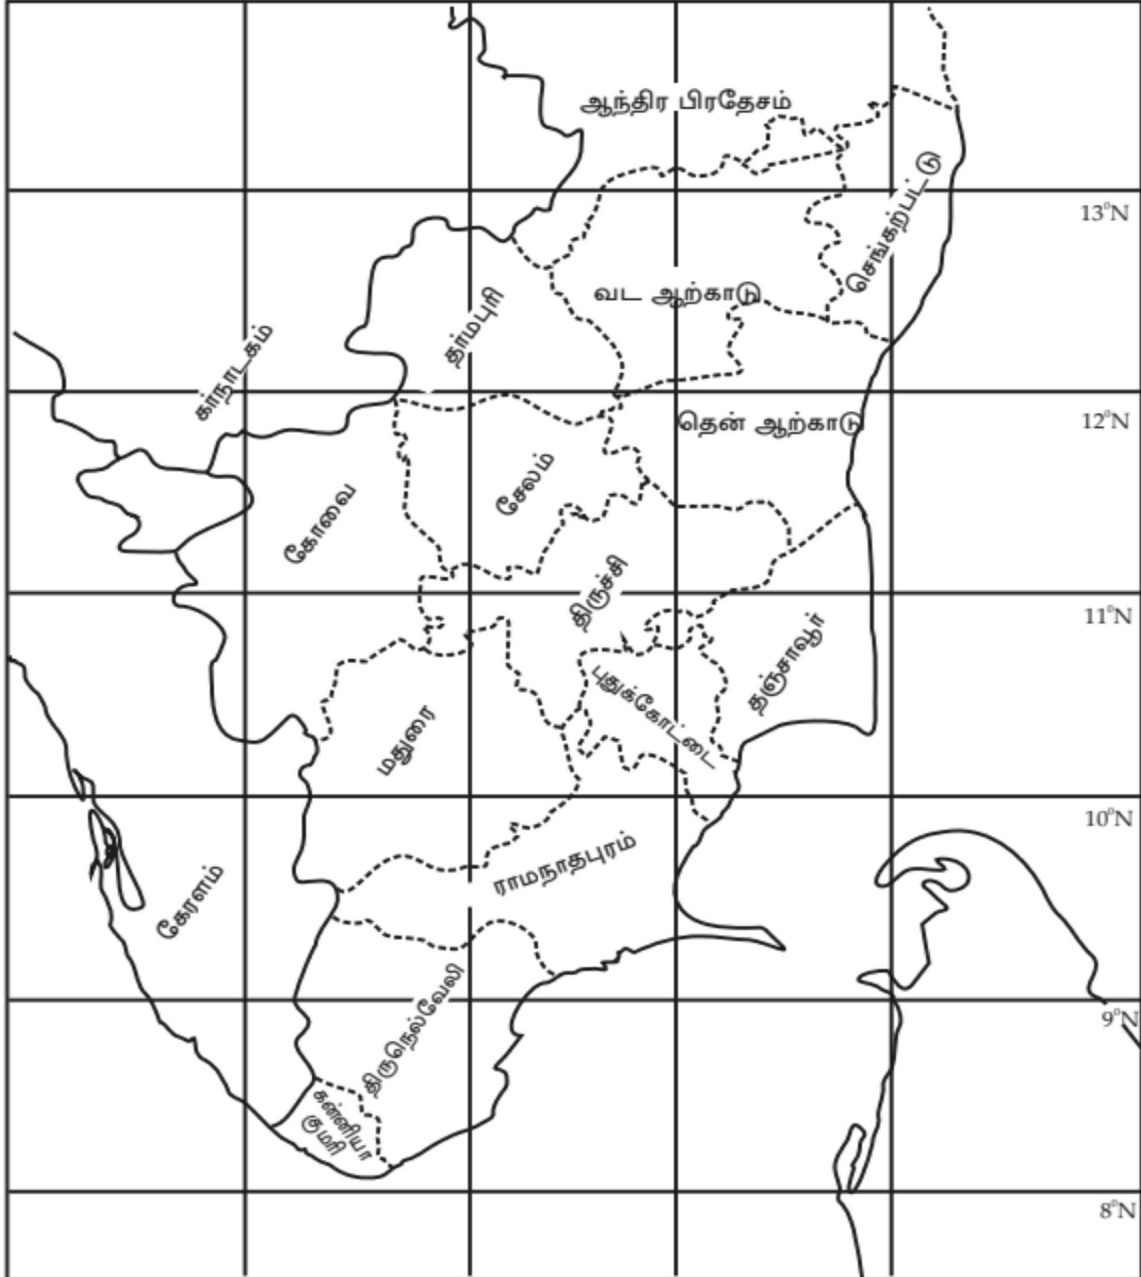 ஆந்திர பிரதேசம்
செங்கற்பட்டு
13°N
வட ஆற்காடு
தர்மபுரி
கர்நாடகம்
12°N
தென் ஆற்காடு
சேலம்
கோவை
திருச்சி
11°N
தஞ்சாவூர்
புதுக்கோட்டை
மதுரை
10°N
ராமநாதபுரம்
கேரளம்
9°N
திருநெல்வேலி
கன்னியா
குமரி
8°N